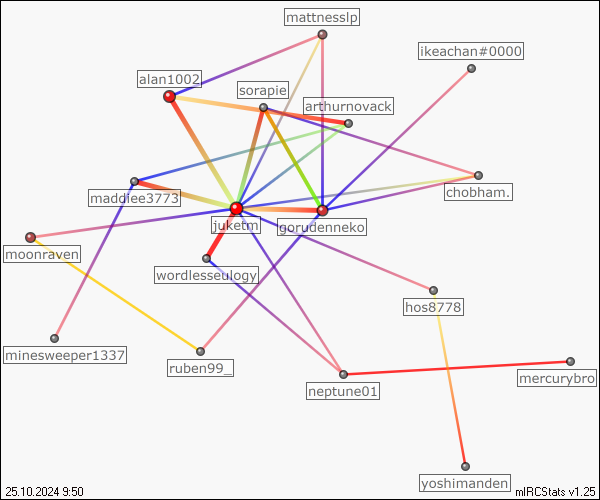 mattnesslp
ikeachan#0000
alan1002
sorapie
arthurnovack
maddiee3773
chobham.
juketm
gorudenneko
moonraven
wordlesseulogy
hos8778
minesweeper1337
ruben99_
neptune01
mercurybro
yoshimanden
25.10.2024 9:50
mIRCStats v1.25